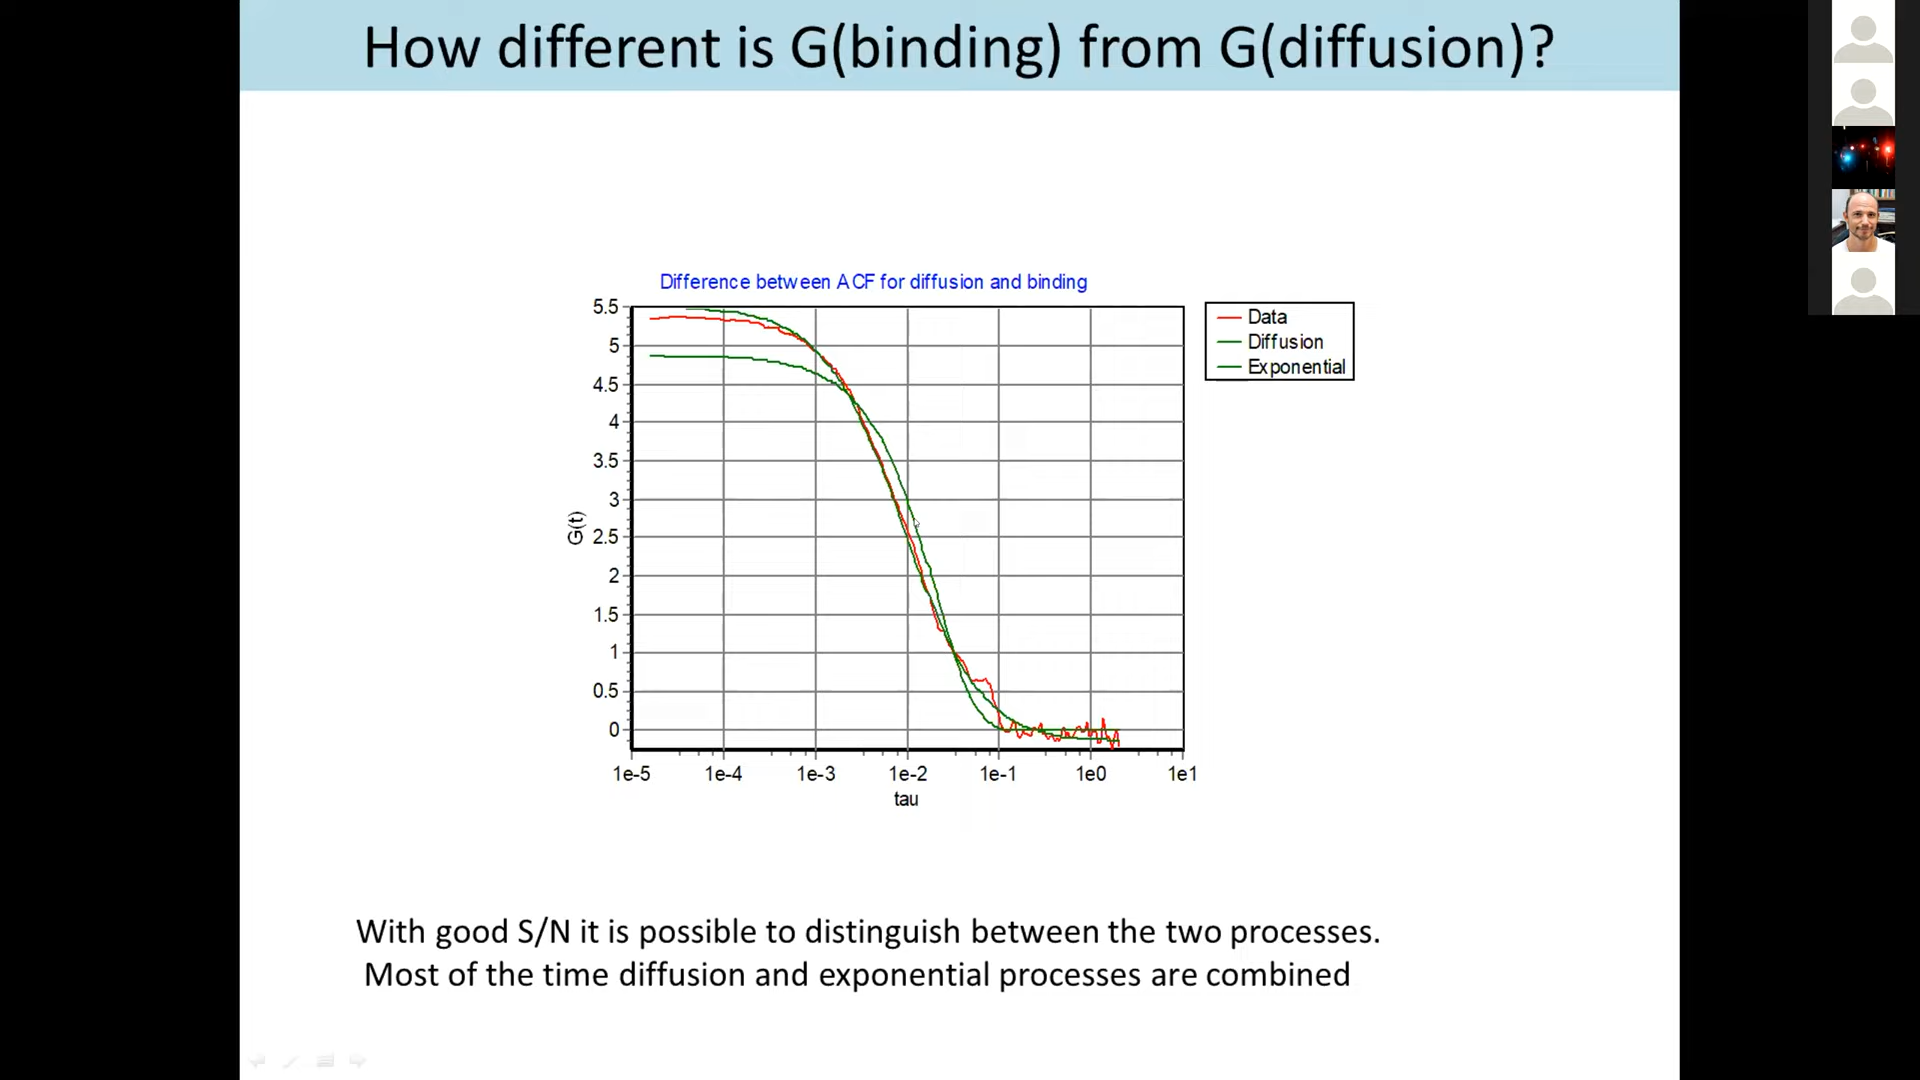 How different is G(binding) from G(diffusion)?
Difference between ACF for diffusion and binding
5.5
5
4.5
4
3.5
3
2.5
2
1.5
1
0.5
0
G(t)
1e-5 1e-4 1e-3 1e-2 1e-1 1e0 1e1
tau
Data
Diffusion
Exponential
With good S/N it is possible to distinguish between the two processes.
Most of the time diffusion and exponential processes are combined